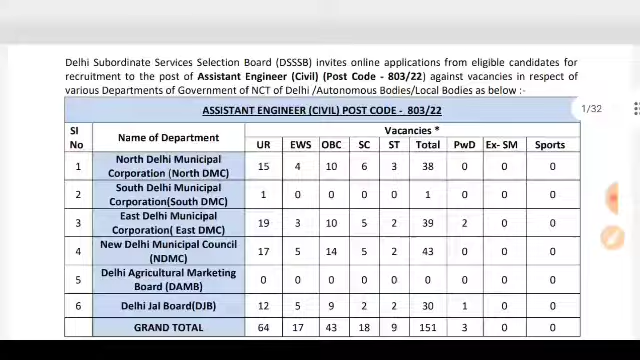 Delhi Subordinate Services Selection Board (DSSSB) invites online applications from eligible candidates for
recruitment to the post of Assistant Engineer (Civil) (Post Code - 803/22) against vacancies in respect of
various Departments of Government of NCT of Delhi /Autonomous Bodies/Local Bodies as below :-
1/32
ASSISTANT ENGINEER (CIVIL) POST CODE - 803/22
Sl No Name of Department Vacancies *
UR EWS OBC SC ST Total PwD Ex- SM Sports
1 North Delhi Municipal Corporation (North DMC) 15 4 10 6 3 38 0 0 0
2 South Delhi Municipal Corporation(South DMC) 1 0 0 0 0 1 0 0 0
3 East Delhi Municipal Corporation( East DMC) 19 3 10 5 2 39 2 0 0
4 New Delhi Municipal Council (NDMC) 17 5 14 5 2 43 0 0 0
5 Delhi Agricultural Marketing Board (DAMB) 0 0 0 0 0 0 0 0 0
6 Delhi Jal Board(DJB) 12 5 9 2 2 30 1 0 0
GRAND TOTAL 64 17 43 18 9 151 3 0 0